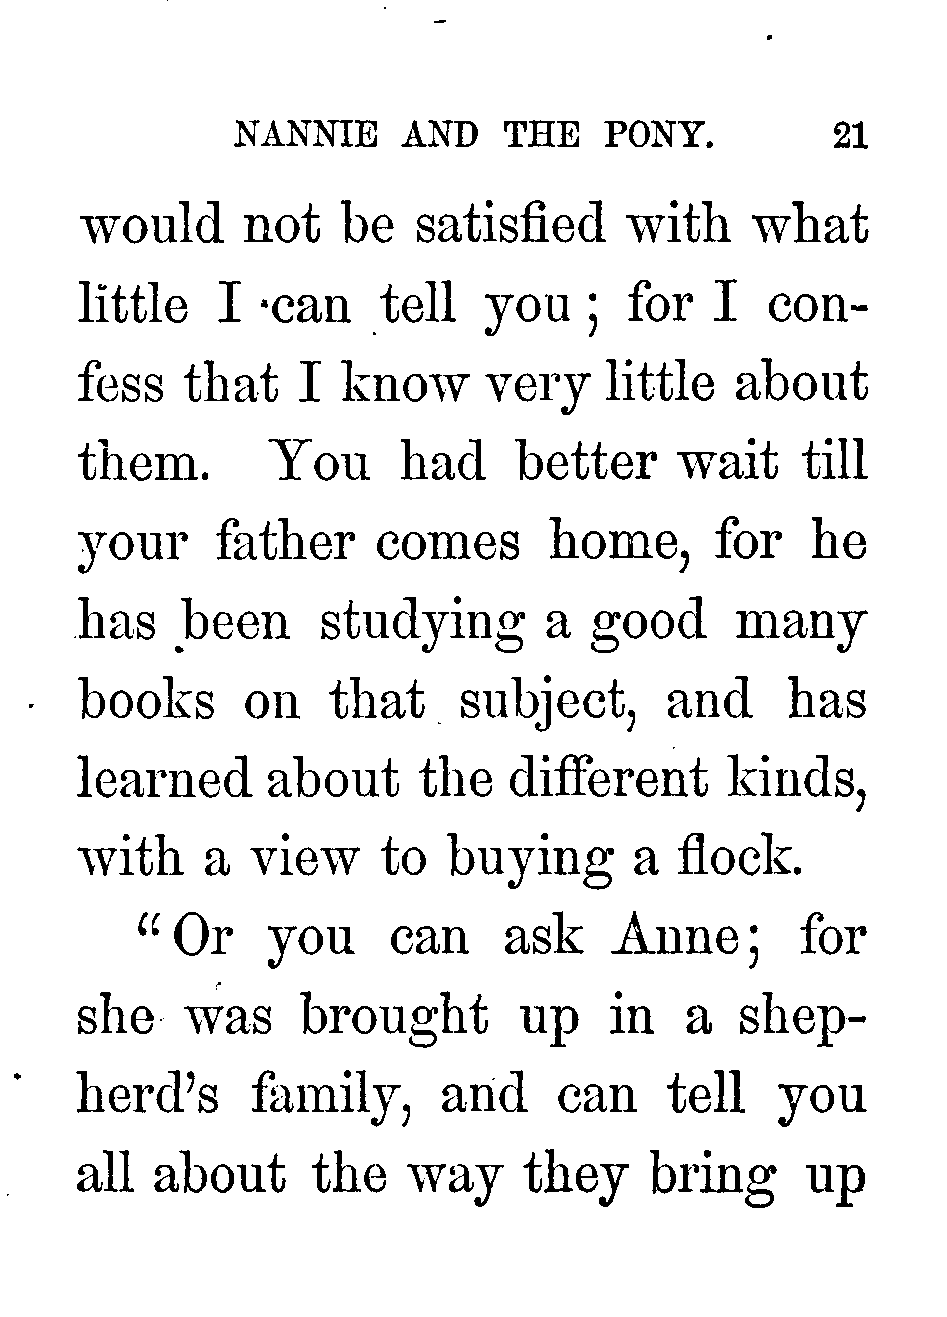 NANNIE AND THE PONY. 21
would not be satisfied with what
little I can tell you ; for I con-
fess that I know very little about
them. You had better wait till
your father comes home, for he
has been studying a good many
books on that subject, and has
learned about the different kinds,
with a view to buying a flock.
“Or you can ask Anne; for
she was brought up in a shep-
herd’s family, and can tell you
all about the way they bring up